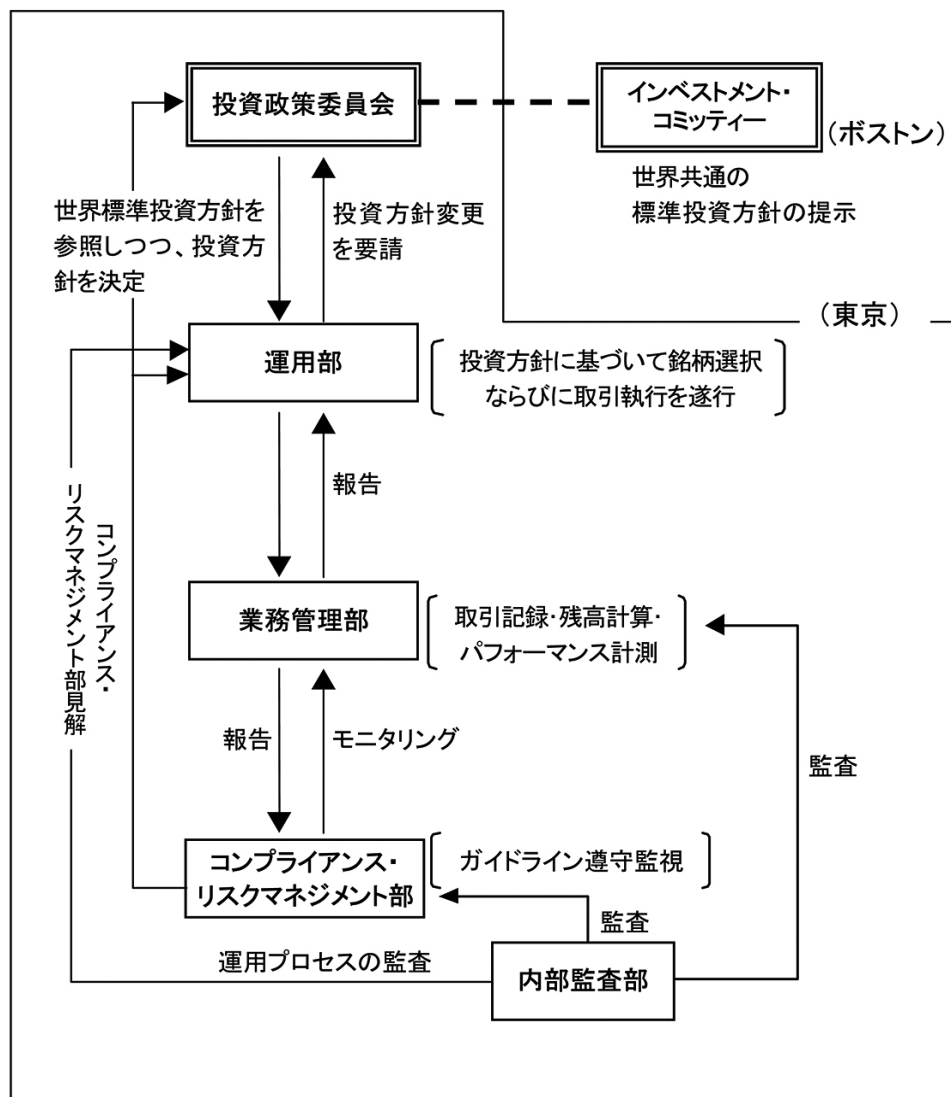 投資政策委員会
インベストメント・
コミッティー
(ボストン)
世界共通の
標準投資方針の提示
世界標準投資方針を
参照しつつ、投資方
針を決定
投資方針変更
を要請
(東京)
運用部
投資方針に基づいて銘柄選択
ならびに取引執行を遂行
報告
コンプライアンス・
リスクマネジメント部見解
業務管理部
取引記録・残高計算・
パフォーマンス計測
報告
モニタリング
監査
コンプライアンス・
リスクマネジメント部
ガイドライン遵守監視
監査
運用プロセスの監査
内部監査部